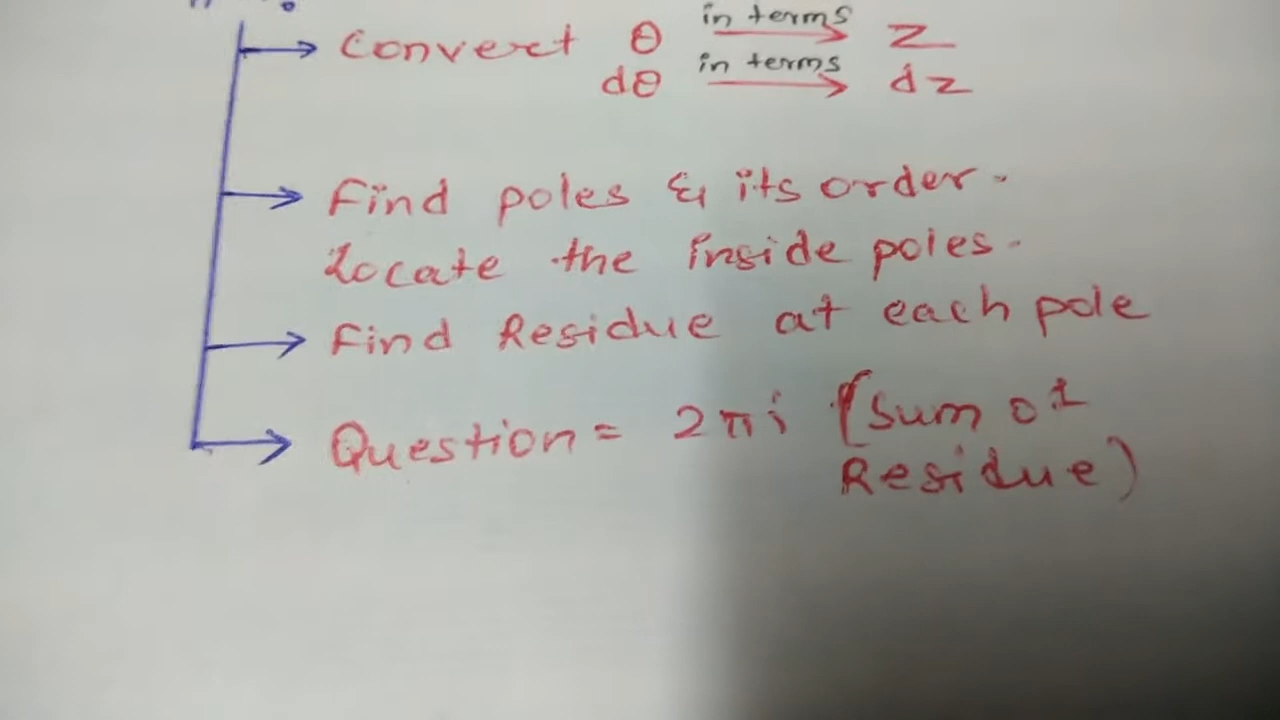 Convert θ in terms → z
dθ in terms → dz
Find poles & its order.
Locate the inside poles.
Find Residue at each pole
Question = 2πi (Sum of
Residue)